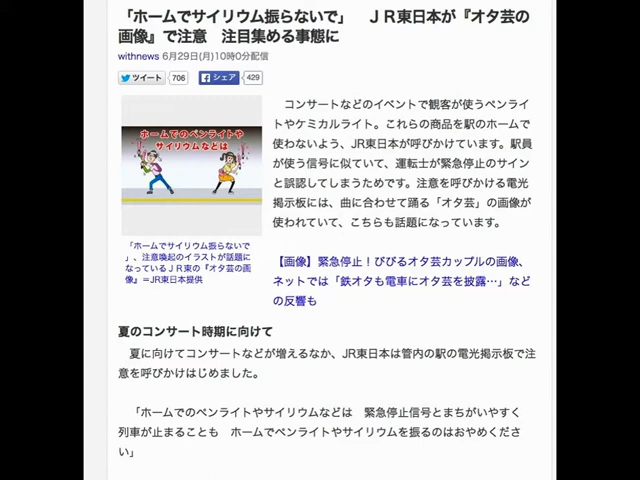 「ホームでサイリウム振らないで」　ＪＲ東日本が『オタ芸の
画像』で注意　注目集める事態に
withnews 6月29日(月)10時0分配信
ツイート 706 シェア 429
ホームでのペンライトや
サイリウムなどは
「ホームでサイリウム振らないで
」、注意喚起のイラストが話題に
なっているＪＲ東の『オタ芸の画
像』＝JR東日本提供
コンサートなどのイベントで観客が使うペンライ
トやケミカルライト。これらの商品を駅のホームで
使わないよう、JR東日本が呼びかけています。駅員
が使う信号に似ていて、運転士が緊急停止のサイン
と誤認してしまうためです。注意を呼びかける電光
掲示板には、曲に合わせて踊る「オタ芸」の画像が
使われていて、こちらも話題になっています。
【画像】緊急停止！びびるオタ芸カップルの画像、
ネットでは「鉄オタも電車にオタ芸を披露…」など
の反響も
夏のコンサート時期に向けて
夏に向けてコンサートなどが増えるなか、JR東日本は管内の駅の電光掲示板で注
意を呼びかけはじめました。
「ホームでのペンライトやサイリウムなどは　緊急停止信号とまちがいやすく
列車が止まることも　ホームでペンライトやサイリウムを振るのはおやめくださ
い」